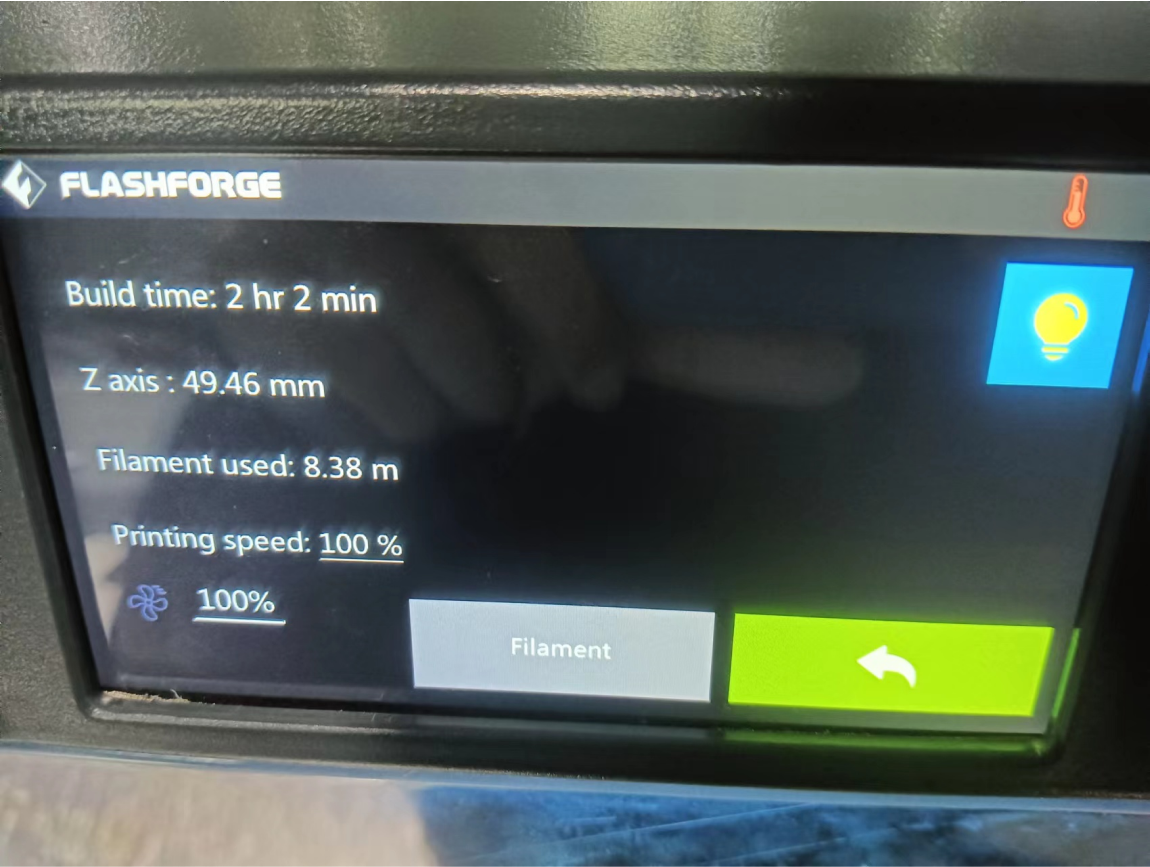 FLASHFORGE
Build time: 2 hr 2 min
Z axis : 49.46 mm
Filament used: 8.38 m
Printing speed: 100 %
100%
Filament